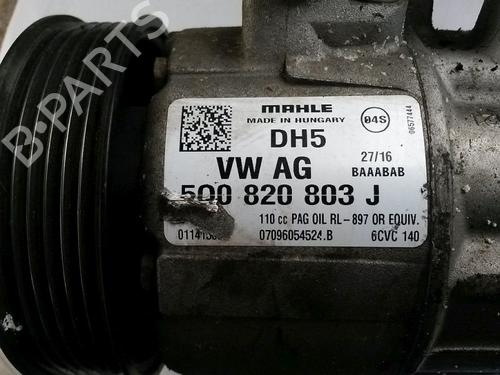 MAHLE
MADE IN HUNGARY
04S
06577444
DH5
VW AG
27/16
BAAABAB
5Q0 820 803 J
110 cc PAG OIL RL-897 OR EQUIV.
07096054524.B
6CVC 140
B-PARTS